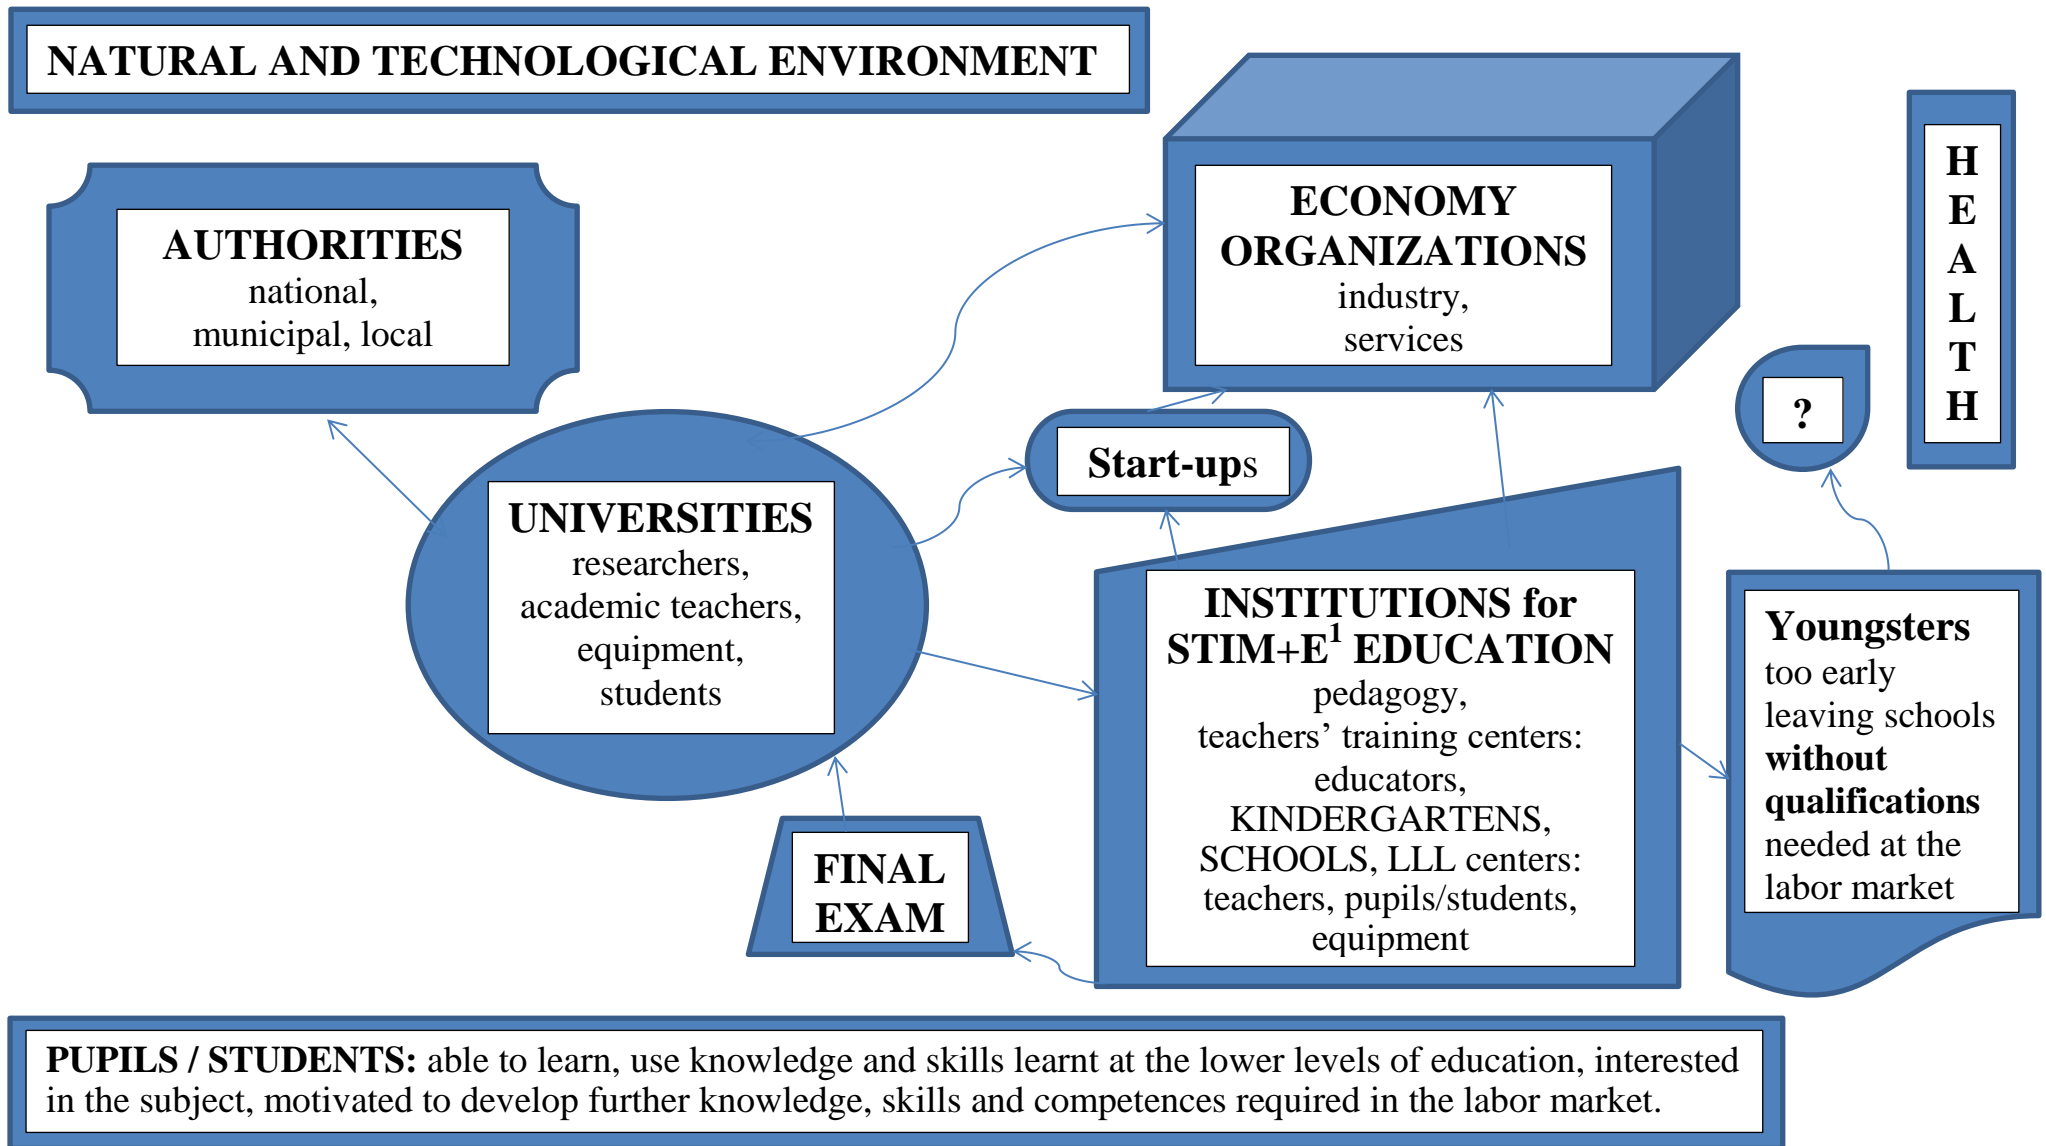 NATURAL AND TECHNOLOGICAL ENVIRONMENT
AUTHORITIES
national,
municipal, local
ECONOMY
ORGANIZATIONS
industry,
services
H
E
A
L
T
H
?
Start-ups
UNIVERSITIES
researchers,
academic teachers,
equipment,
students
INSTITUTIONS for
STIM+E¹ EDUCATION
pedagogy,
teachers’ training centers:
educators,
KINDERGARTENS,
SCHOOLS, LLL centers:
teachers, pupils/students,
equipment
Youngsters
too early
leaving schools
without
qualifications
needed at the
labor market
FINAL
EXAM
PUPILS / STUDENTS: able to learn, use knowledge and skills learnt at the lower levels of education, interested
in the subject, motivated to develop further knowledge, skills and competences required in the labor market.